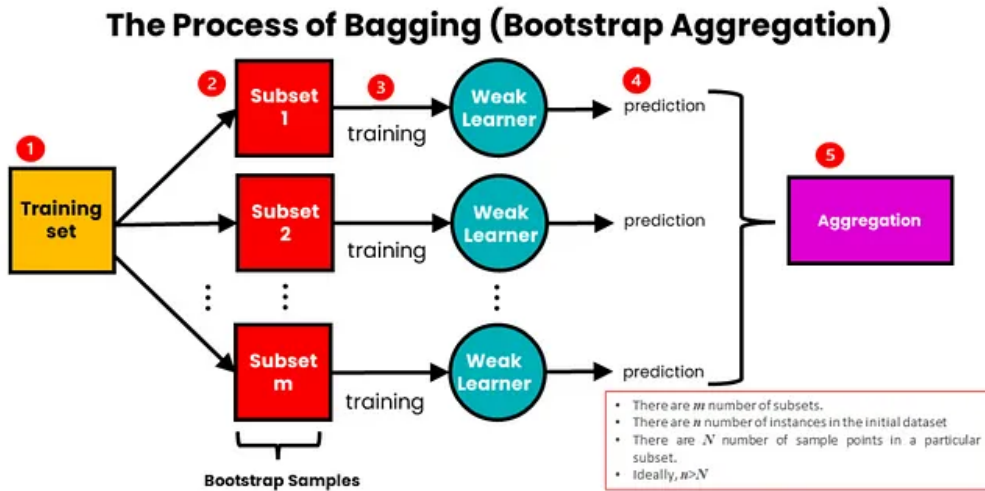 The Process of Bagging (Bootstrap Aggregation)
1
Training
set
2
Subset
1
3
training
Weak
Learner
4
prediction
Subset
2
training
Weak
Learner
prediction
Subset
m
training
Weak
Learner
prediction
5
Aggregation
Bootstrap Samples
• There are m number of subsets.
• There are n number of instances in the initial dataset
• There are N number of sample points in a particular
subset.
• Ideally, n>N